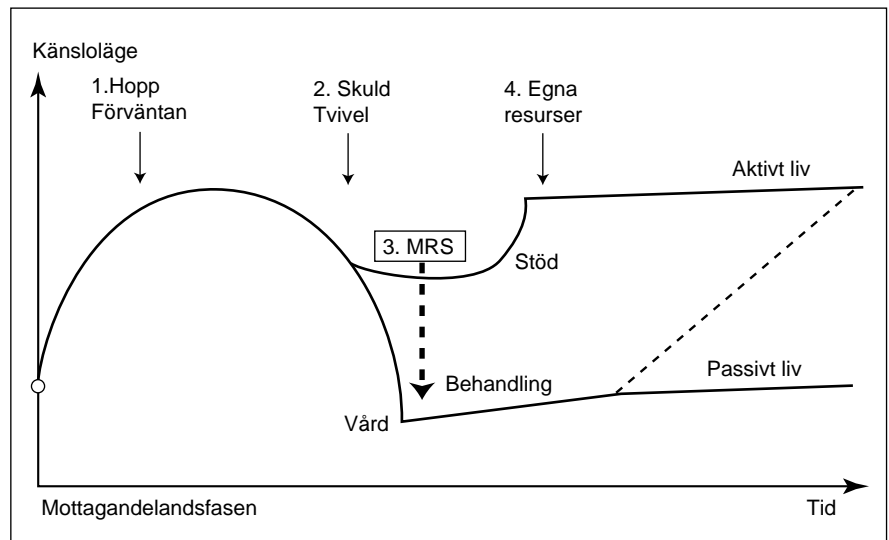 Känsloläge
1.Hopp
Förväntan
2. Skuld
Tvivel
4. Egna
resurser
Aktivt liv
3. MRS
Stöd
Behandling
Passivt liv
Vård
Mottagandelandsfasen
Tid